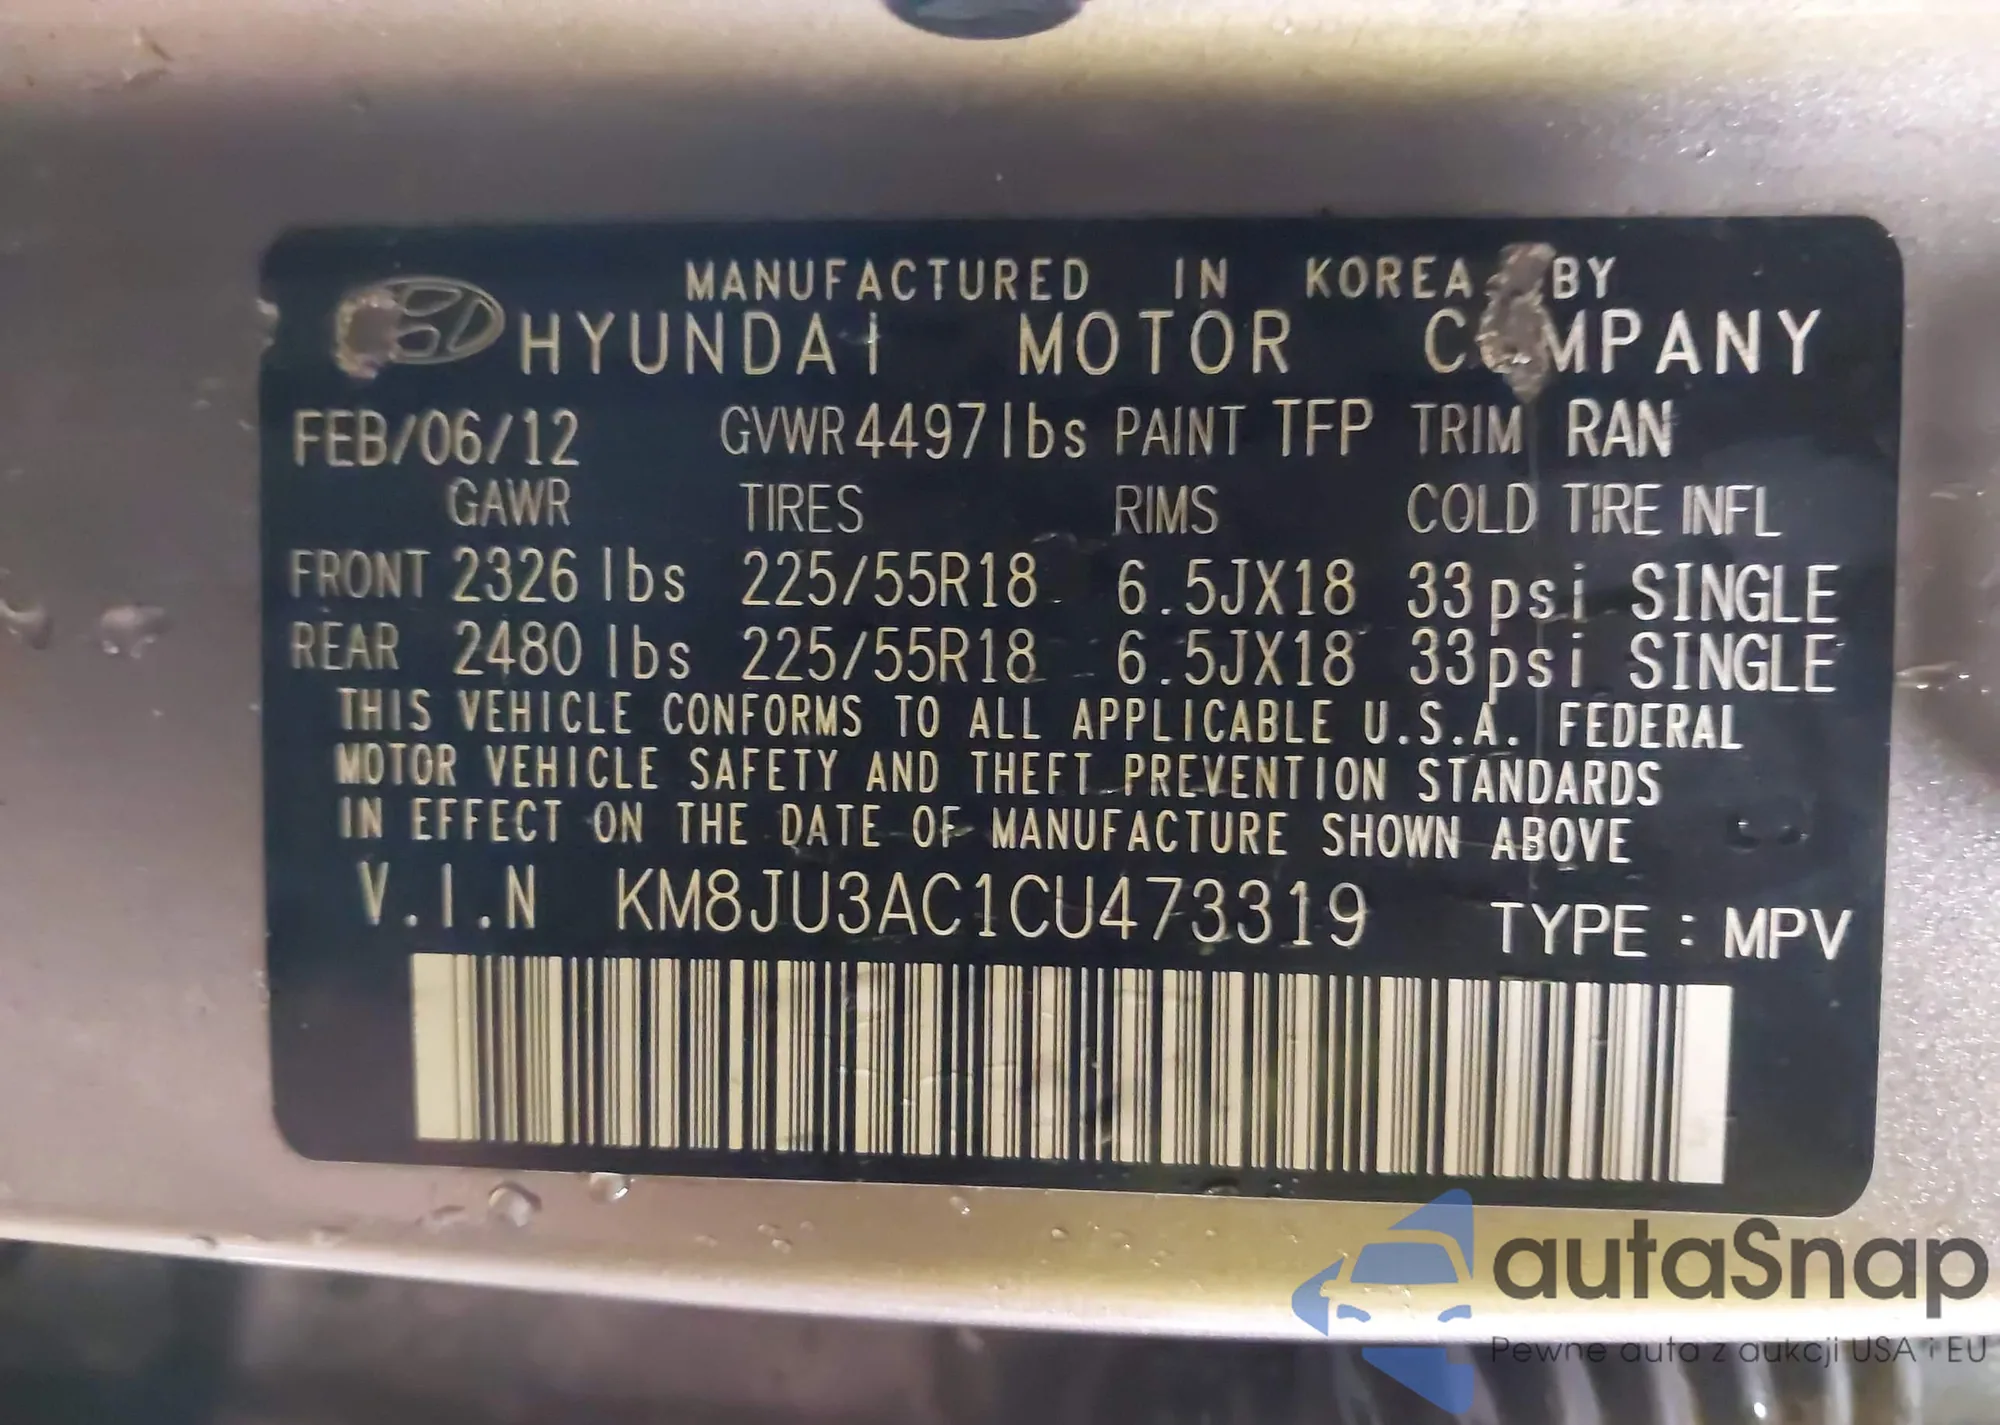 MANUFACTURED IN KOREA BY
HYUNDAI MOTOR COMPANY
FEB/06/12 GVWR 4497lbs PAINT TFP TRIM RAN
GAWR TIRES RIMS COLD TIRE INFL
FRONT 2326 lbs 225/55R18 6.5JX18 33psi SINGLE
REAR 2480 lbs 225/55R18 6.5JX18 33psi SINGLE
THIS VEHICLE CONFORMS TO ALL APPLICABLE U.S.A. FEDERAL
MOTOR VEHICLE SAFETY AND THEFT PREVENTION STANDARDS
IN EFFECT ON THE DATE OF MANUFACTURE SHOWN ABOVE
V.I.N KM8JU3AC1CU473319 TYPE : MPV
autaSnap
Pewne auta z aukcji USA i EU